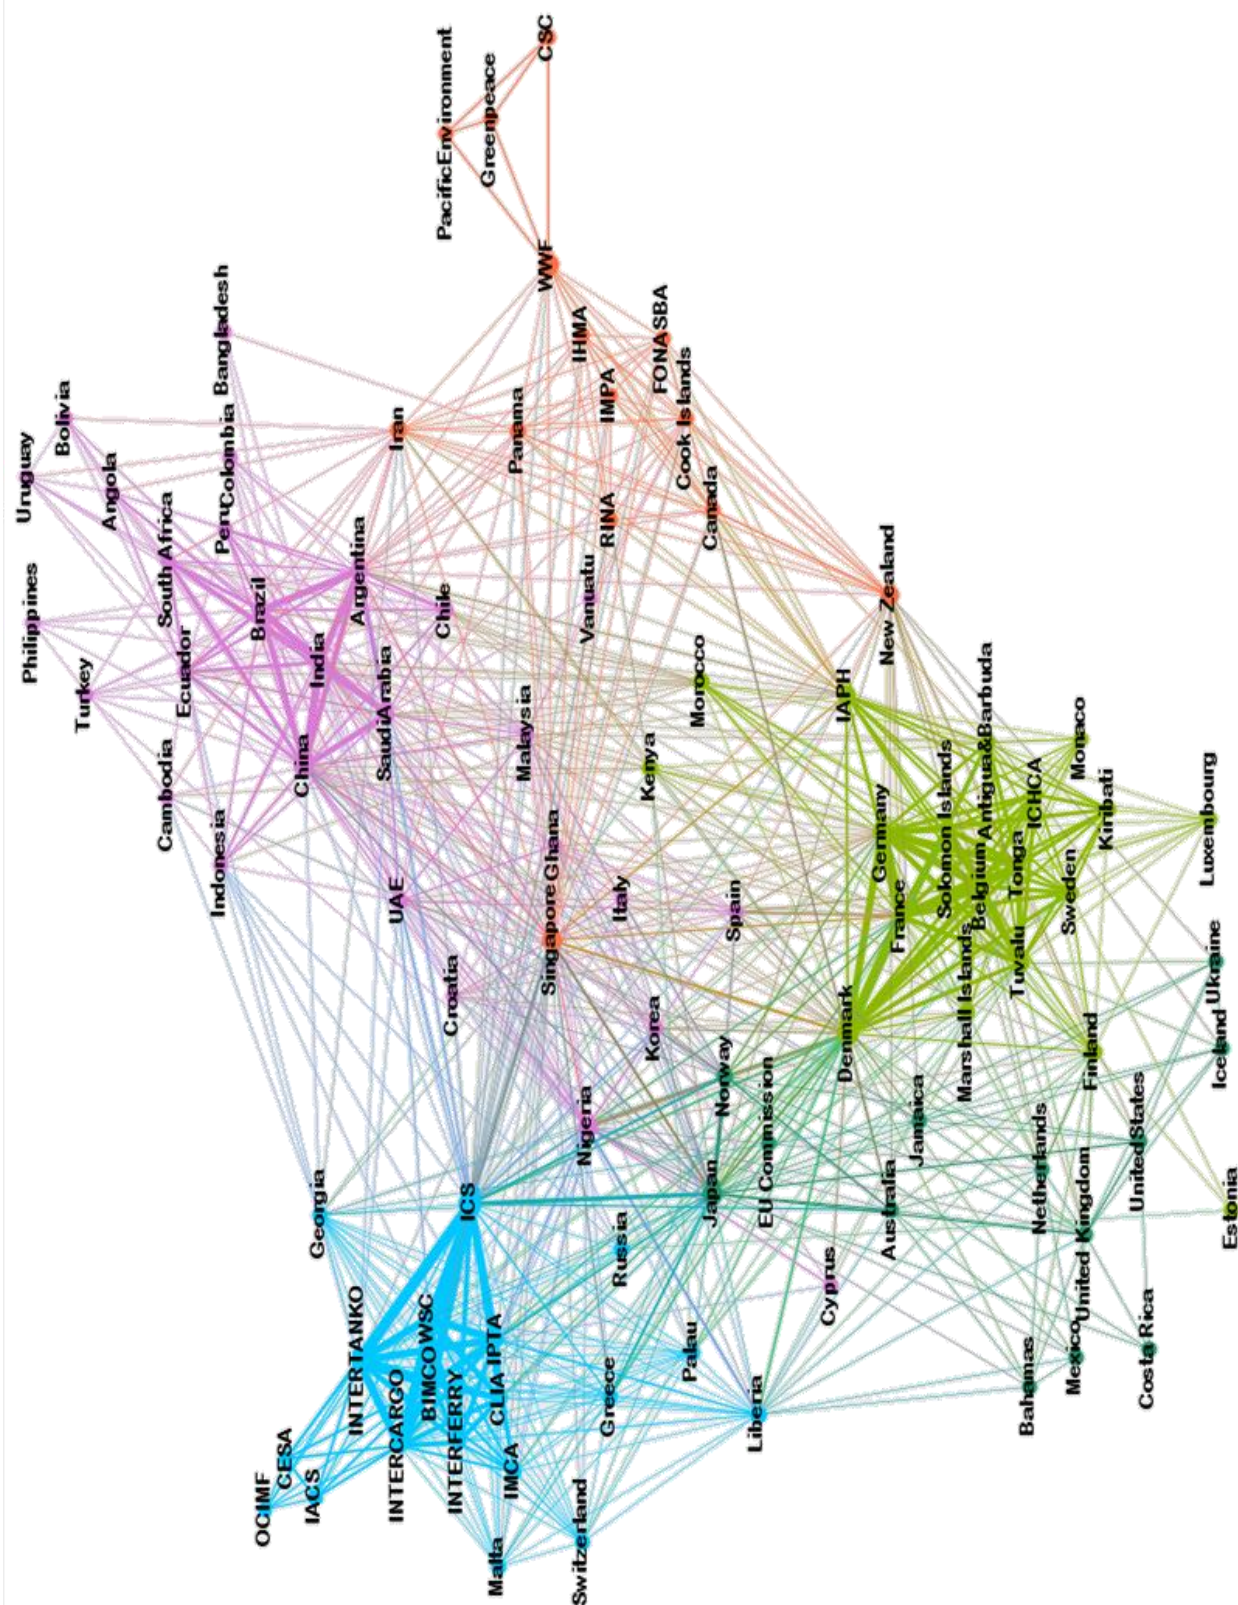 CSC
PacificEnvironment
Greenpeace
WWF
Bangladesh
FONASBA
IHMA
IMPA
Bolivia
Uruguay
Colombia
Panama
Iran
Cook Islands
Angola
Canada
RINA
Peru
South Africa
Argentina
Brazil
Chile
Vanuatu
New Zealand
Philippines
Turkey
Ecuador
India
SaudiArabia
Morocco
IAPH
Malaysia
Kenya
China
Cambodia
Antigua&Barbuda
Monaco
Solomon Islands
ICHCA
Kiribati
Germany
Luxembourg
Ghana
Indonesia
UAE
Italy
Spain
Tonga
Belgium
Sweden
France
Singapore
Tuvalu
Croatia
Korea
Marshall Islands
Denmark
Ukraine
Finland
Iceland
Norway
Nigeria
EU Commission
Jamaica
Netherlands
UnitedStates
Georgia
ICS
Japan
Australia
United Kingdom
Estonia
Russia
Cyprus
INTERTANKO
WSC
IPTA
BIMCO
CLIA
Palau
Mexico
Costa Rica
Bahamas
Liberia
Greece
INTERCARGO
INTERFERRY
IMCA
CESA
OCIMF
IACS
Malta
Switzerland